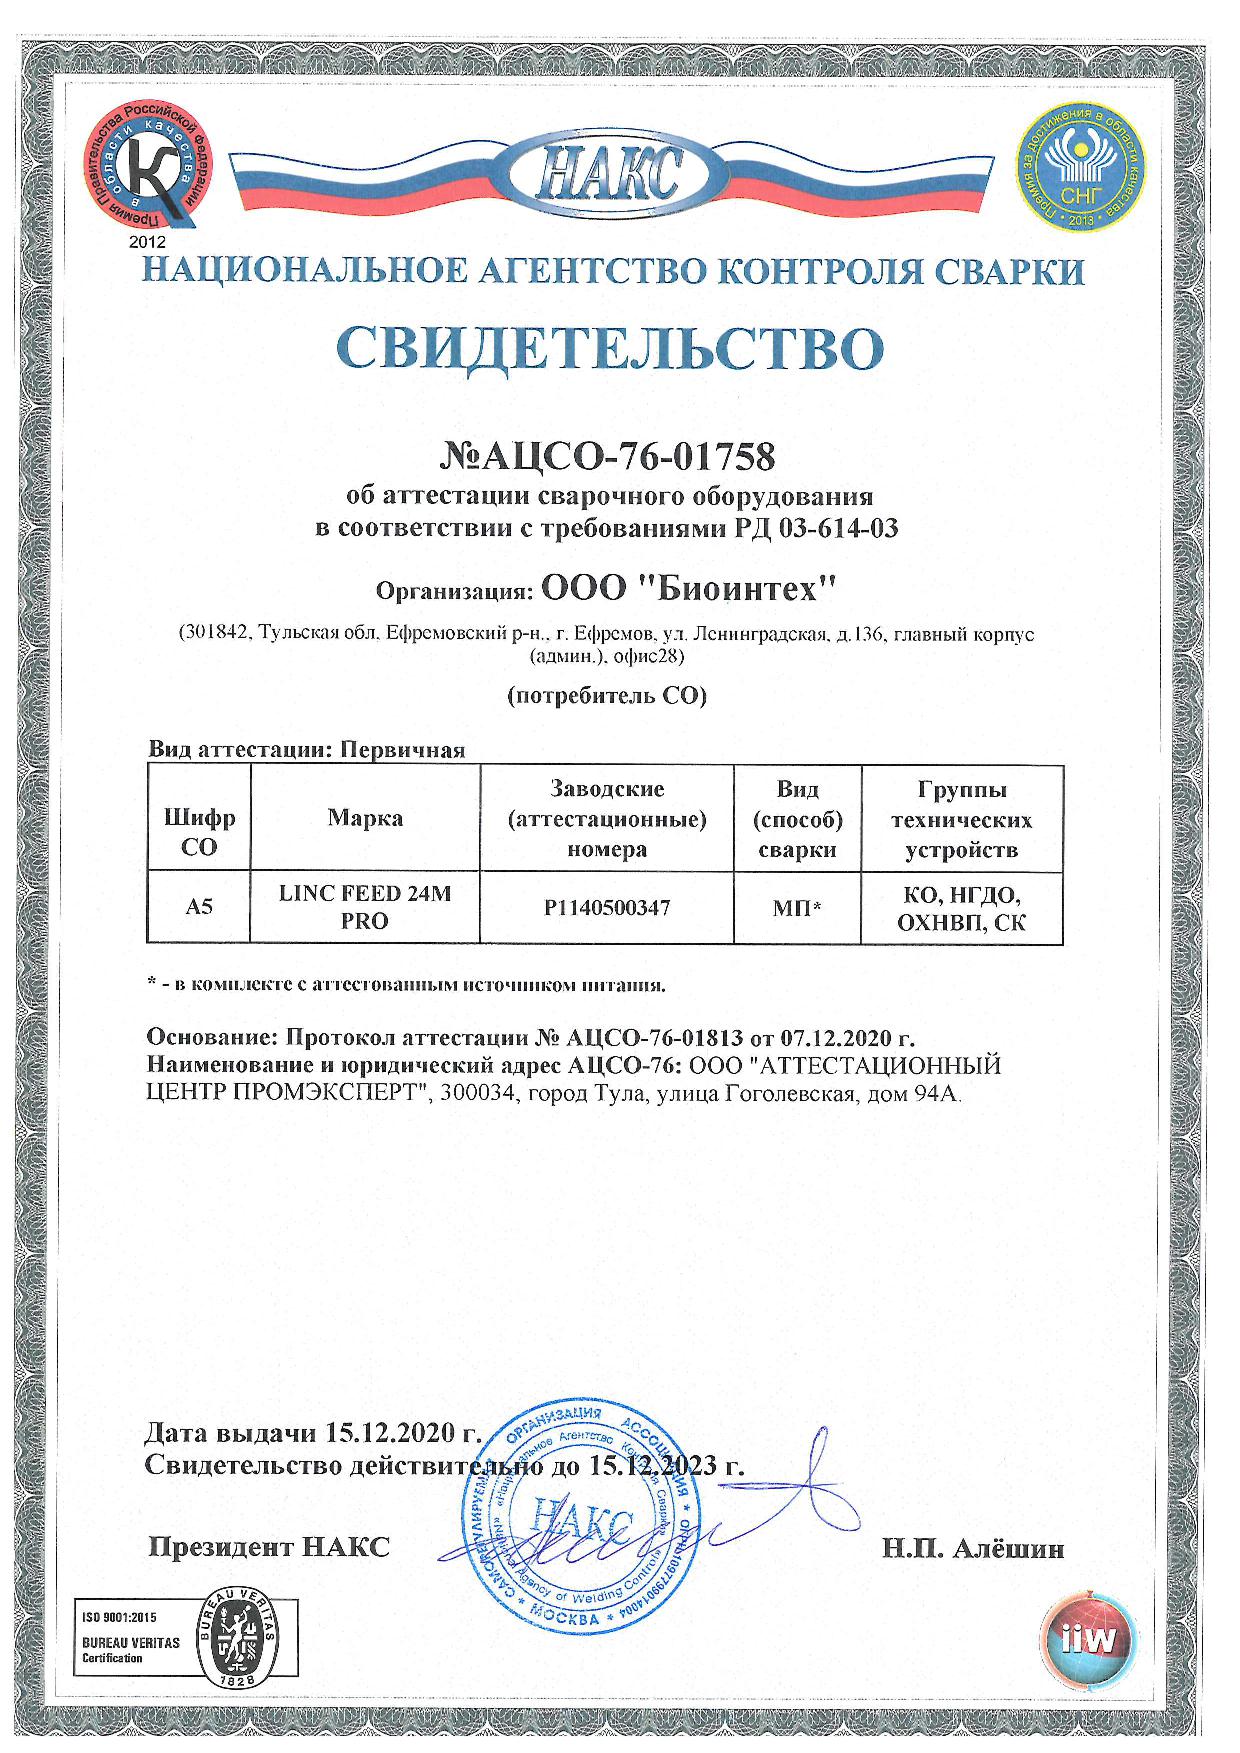 Премия Правительства Российской Федерации
в области качества
2012
НАКС
Премия за достижения в области качества
СНГ
• 2013 •
НАЦИОНАЛЬНОЕ АГЕНТСТВО КОНТРОЛЯ СВАРКИ
СВИДЕТЕЛЬСТВО
№АЦСО-76-01758
об аттестации сварочного оборудования
в соответствии с требованиями РД 03-614-03
Организация: ООО "Биоинтех"
(301842, Тульская обл, Ефремовский р-н., г. Ефремов, ул. Ленинградская, д.136, главный корпус
(админ.), офис28)
(потребитель СО)
Вид аттестации: Первичная
Шифр СО
Марка
Заводские (аттестационные) номера
Вид (способ) сварки
Группы технических устройств
А5
LINC FEED 24M PRO
P1140500347
МП*
КО, НГДО, ОХНВП, СК
* - в комплекте с аттестованным источником питания.
Основание: Протокол аттестации № АЦСО-76-01813 от 07.12.2020 г.
Наименование и юридический адрес АЦСО-76: ООО "АТТЕСТАЦИОННЫЙ
ЦЕНТР ПРОМЭКСПЕРТ", 300034, город Тула, улица Гоголевская, дом 94А.
Дата выдачи 15.12.2020 г.
Свидетельство действительно до 15.12.2023 г.
САМОРЕГУЛИРУЕМАЯ ОРГАНИЗАЦИЯ АССОЦИАЦИЯ * ОГРН 1097799014004 * МОСКВА *
«Национальное Агентство Контроля Сварки»
«National Agency of Welding Control»
НАКС
Президент НАКС
Н.П. Алёшин
ISO 9001:2015
BUREAU VERITAS
Certification
BUREAU VERITAS
1828
iiw